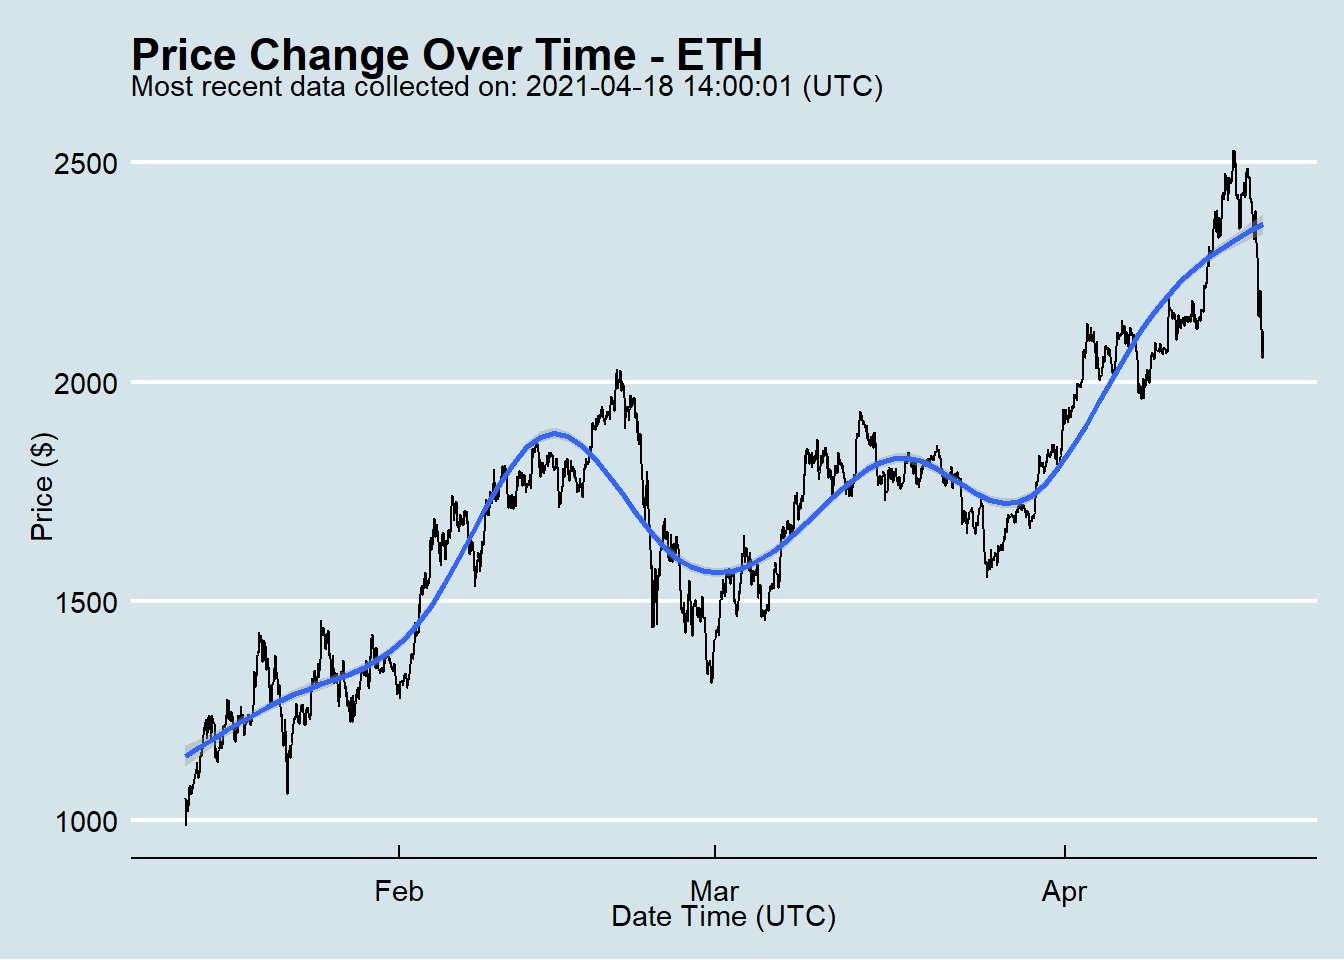 Price Change Over Time - ETH
Most recent data collected on: 2021-04-18 14:00:01 (UTC)
2500
2000
1500
1000
Price ($)
Feb Mar Apr
Date Time (UTC)